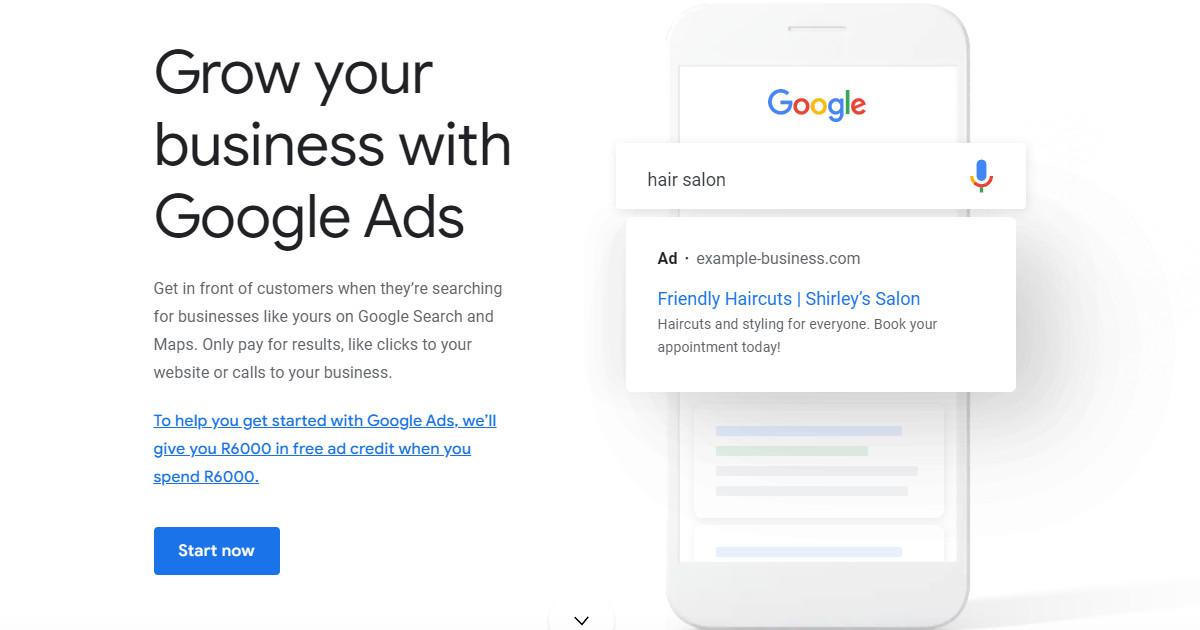 Grow your
business with
Google Ads
Get in front of customers when they’re searching
for businesses like yours on Google Search and
Maps. Only pay for results, like clicks to your
website or calls to your business.
To help you get started with Google Ads, we’ll
give you R6000 in free ad credit when you
spend R6000.
Start now
Google
hair salon
Ad · example-business.com
Friendly Haircuts | Shirley’s Salon
Haircuts and styling for everyone. Book your
appointment today!